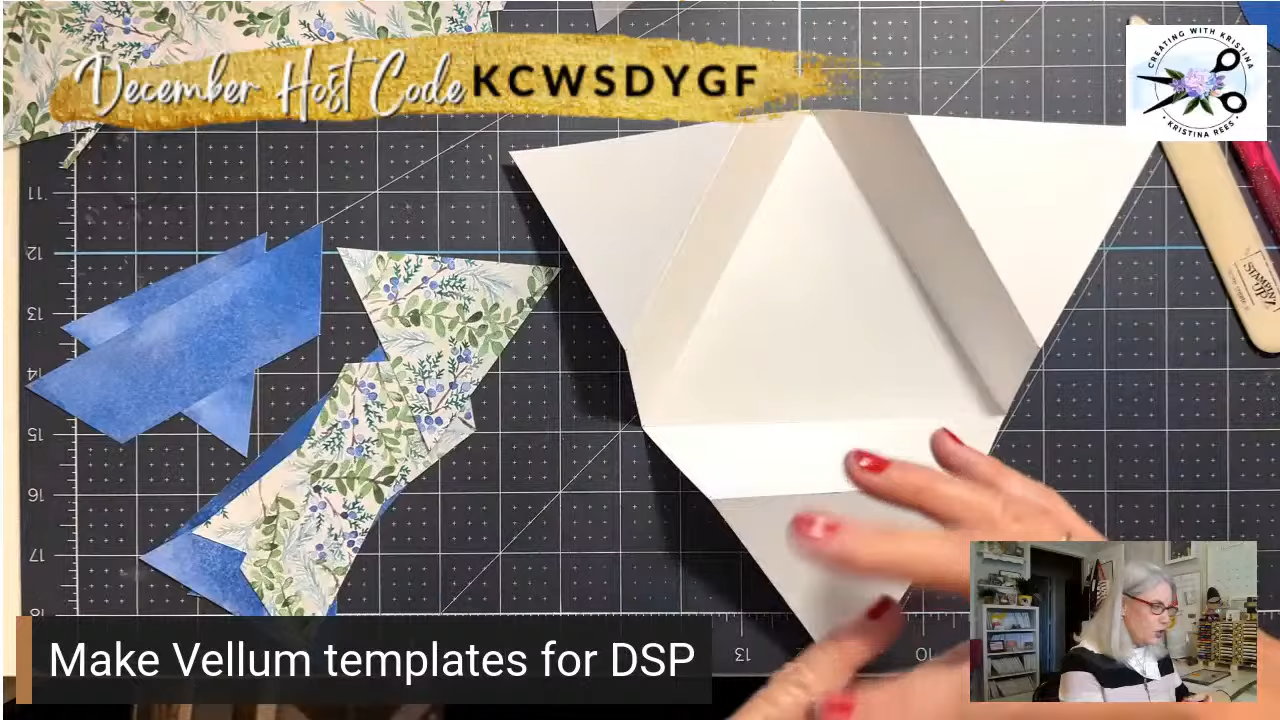 December Host Code KCWSDYGF
CREATING WITH KRISTINA
• KRISTINA REES •
11
12
13
14
15
16
17
18
13
10
Make Vellum templates for DSP